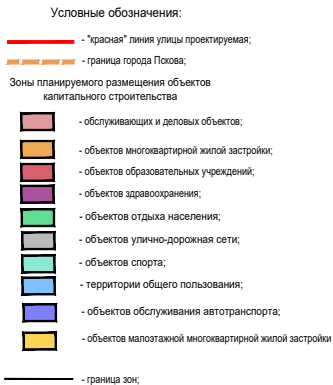 Условные обозначения:
- "красная" линия улицы проектируемая;
- граница города Пскова;
Зоны планируемого размещения объектов
капитального строительства
- обслуживающих и деловых объектов;
- объектов многоквартирной жилой застройки;
- объектов образовательных учреждений;
- объектов здравоохранения;
- объектов отдыха населения;
- объектов улично-дорожная сети;
- объектов спорта;
- территории общего пользования;
- объектов обслуживания автотранспорта;
- объектов малоэтажной многоквартирной жилой застройки
- граница зон;